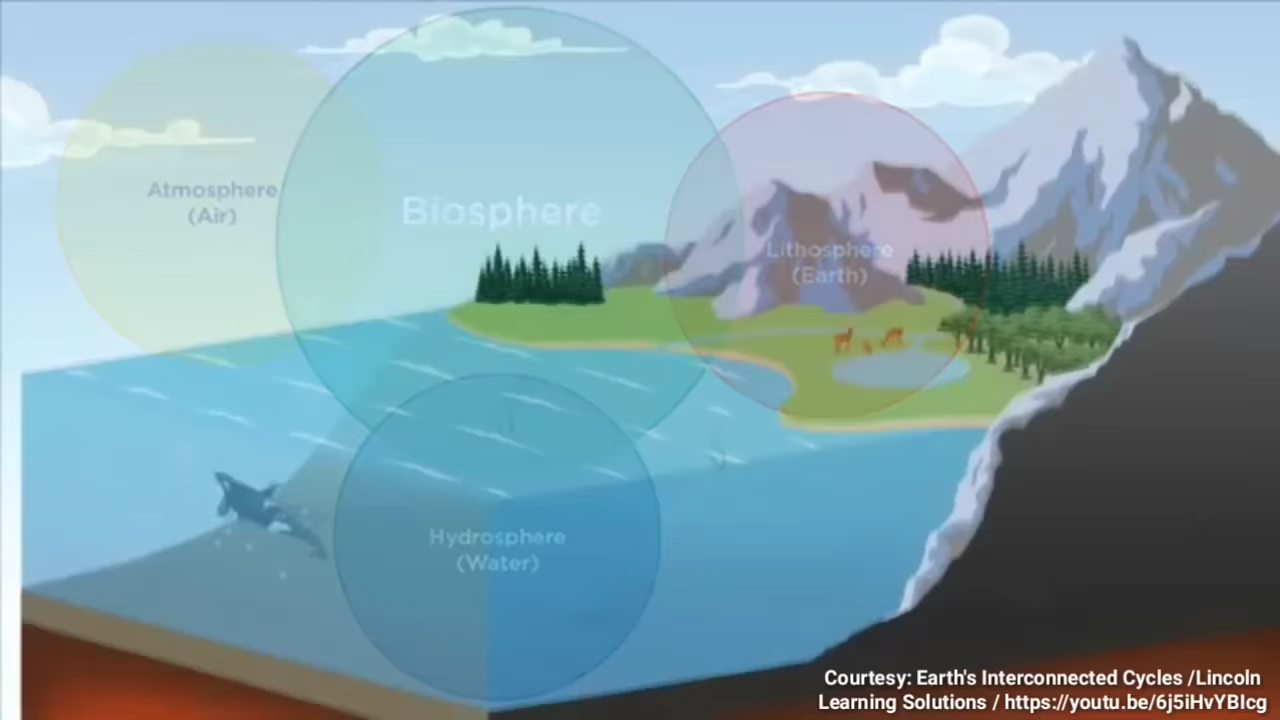 Atmosphere
(Air)
Biosphere
Lithosphere
(Earth)
Hydrosphere
(Water)
Courtesy: Earth's Interconnected Cycles /Lincoln
Learning Solutions / https://youtu.be/6j5iHvYBIcg